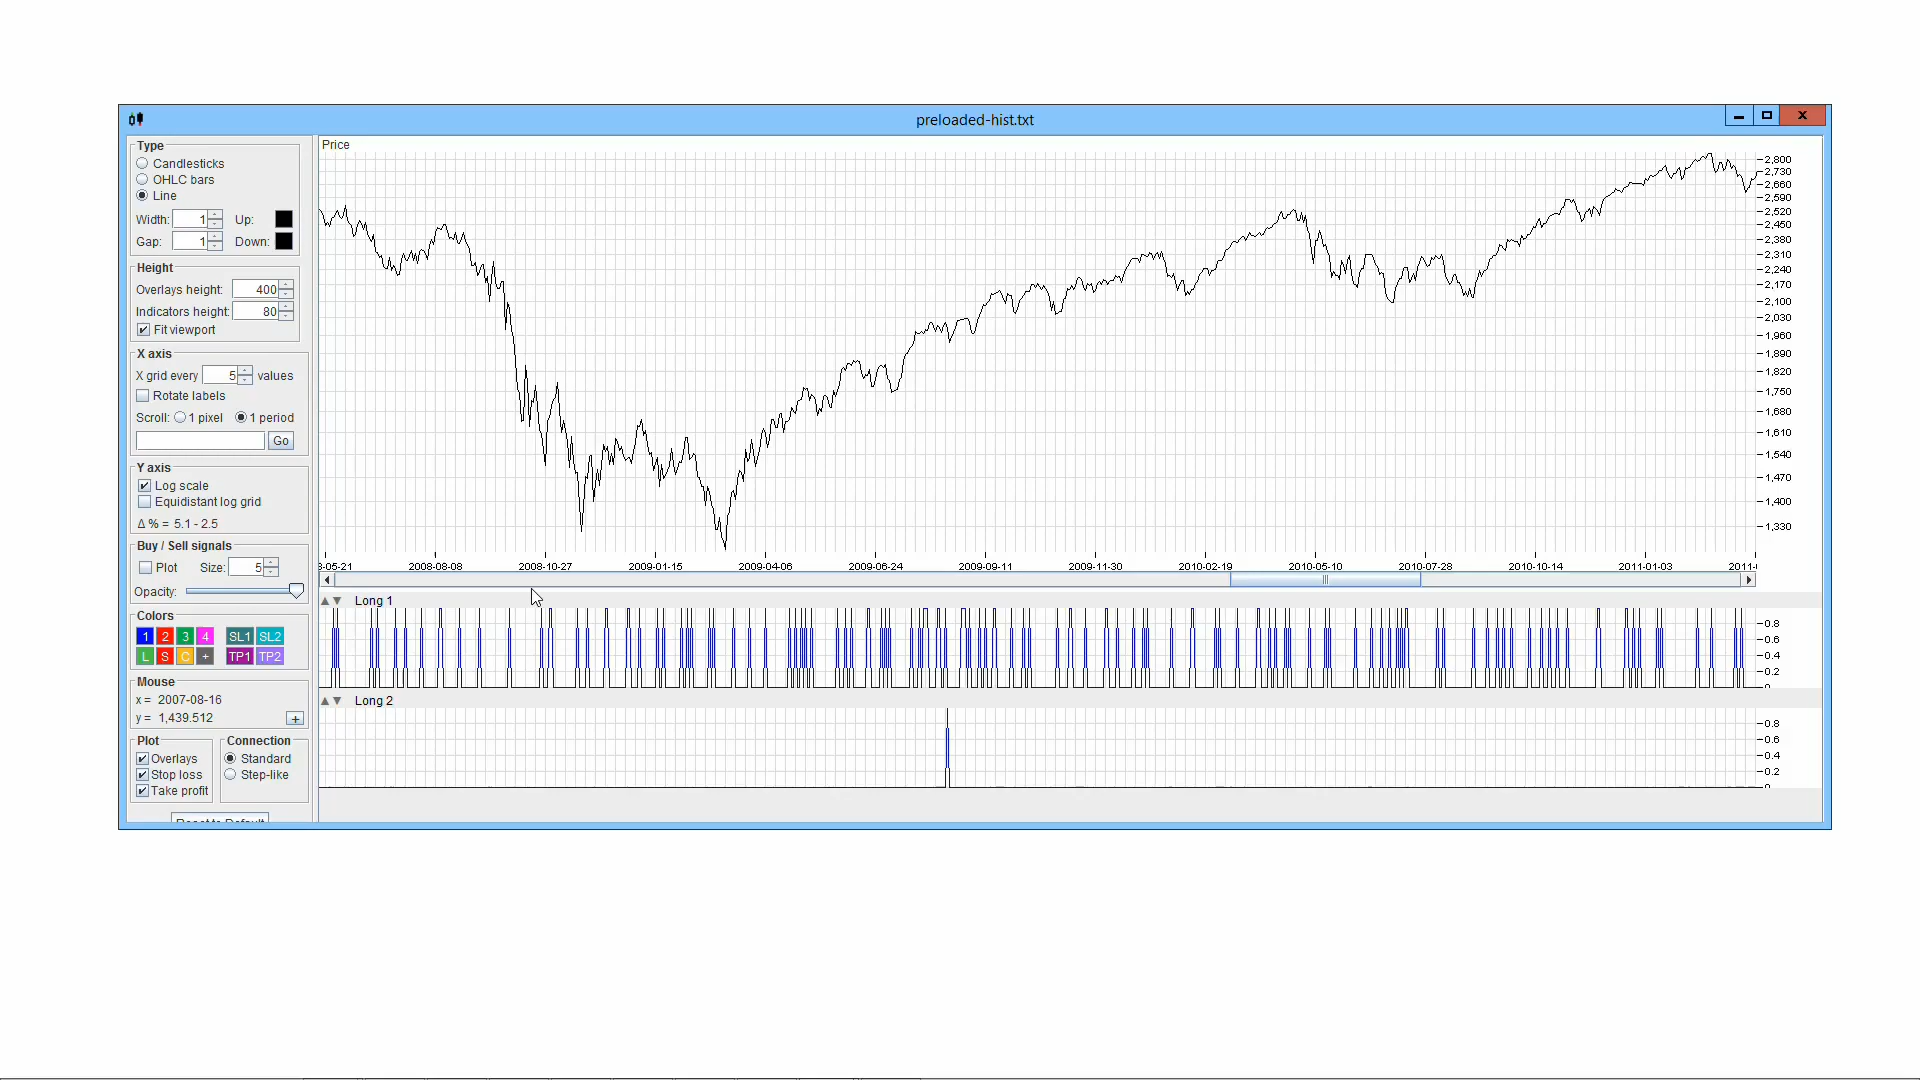 preloaded-hist.txt
Type
Candlesticks
OHLC bars
Line
Width: 1 Up:
Gap: 1 Down:
Height
Overlays height: 400
Indicators height: 80
Fit viewport
X axis
X grid every 5 values
Rotate labels
Scroll: 1 pixel 1 period
Go
Y axis
Log scale
Equidistant log grid
Δ % = 5.1 - 2.5
Buy / Sell signals
Plot Size: 5
Opacity:
Colors
1 2 3 4 SL1 SL2
L S C + TP1 TP2
Mouse
x = 2007-08-16
y = 1,439.512 +
Plot Connection
Overlays Standard
Stop loss Step-like
Take profit
Reset to Default
Price
2,800
2,730
2,660
2,590
2,520
2,450
2,380
2,310
2,240
2,170
2,100
2,030
1,960
1,890
1,820
1,750
1,680
1,610
1,540
1,470
1,400
1,330
3-05-21 2008-08-08 2008-10-27 2009-01-15 2009-04-06 2009-06-24 2009-09-11 2009-11-30 2010-02-19 2010-05-10 2010-07-28 2010-10-14 2011-01-03 2011-
Long 1
0.8
0.6
0.4
0.2
0
Long 2
0.8
0.6
0.4
0.2
0